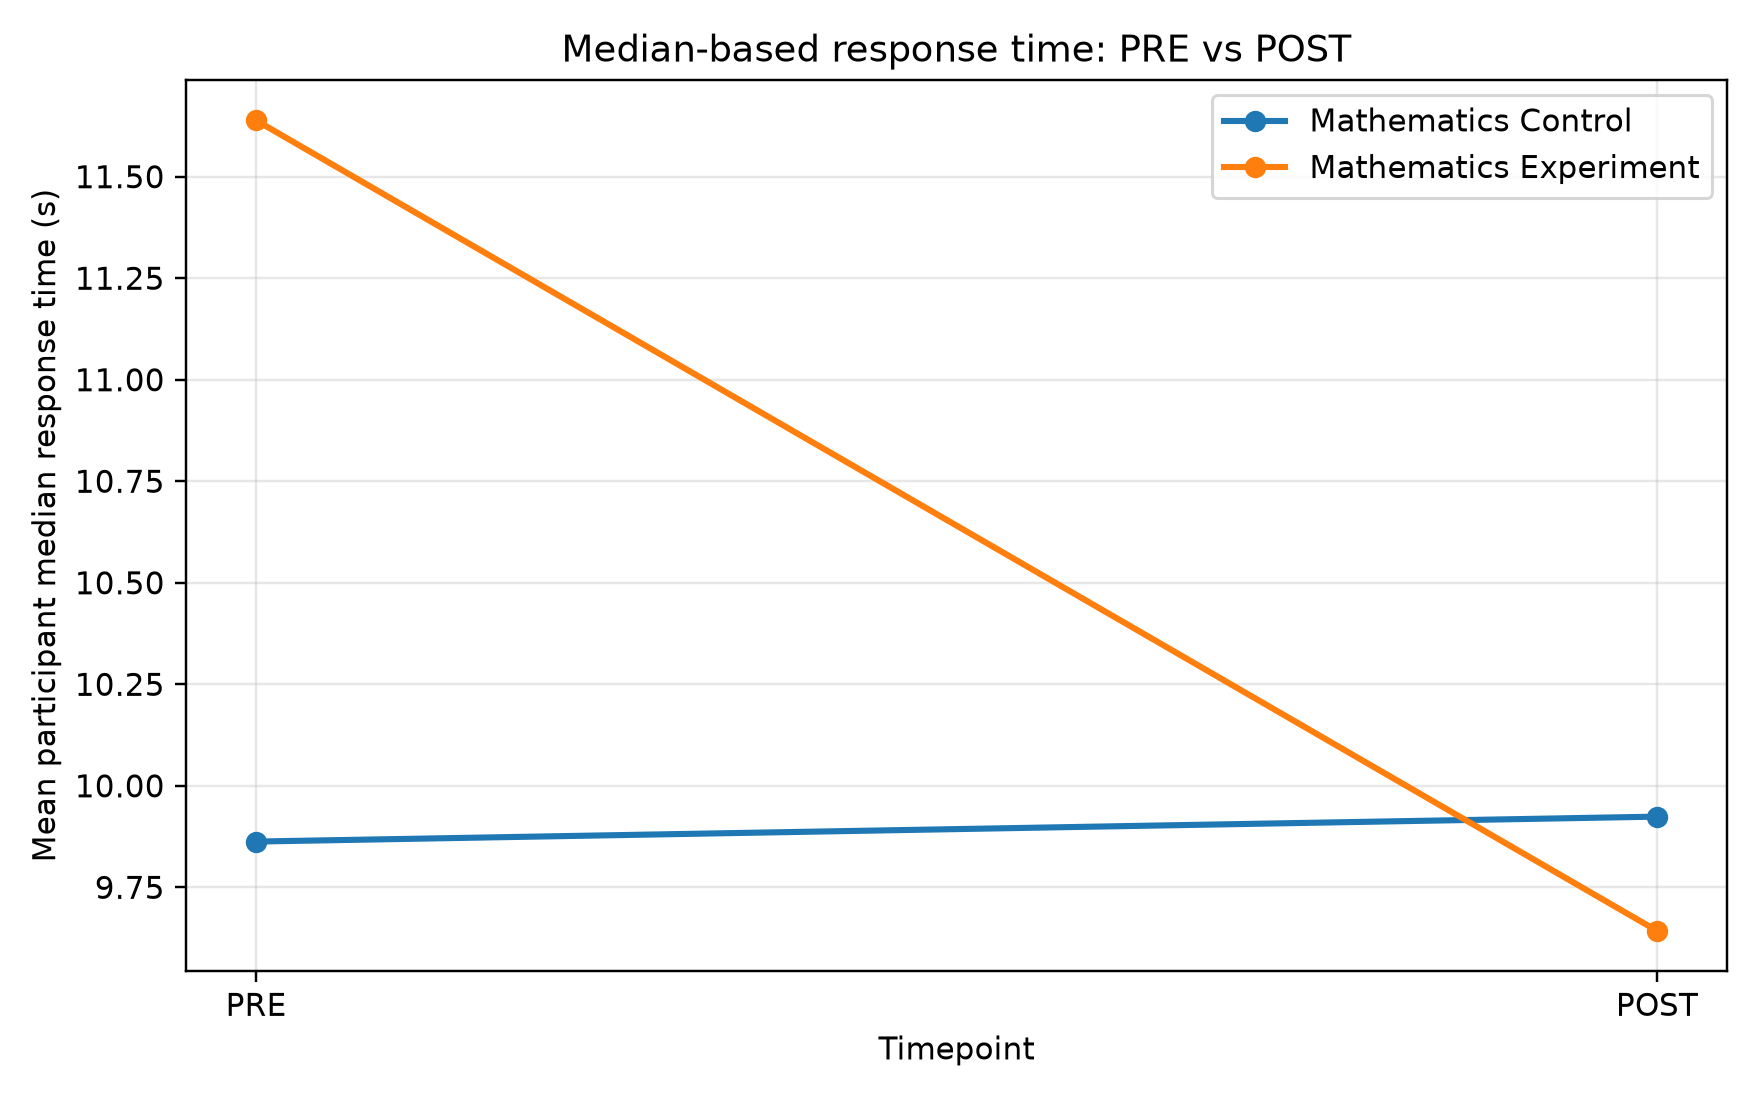 Median-based response time: PRE vs POST
Mathematics Control
Mathematics Experiment
Mean participant median response time (s)
11.50
11.25
11.00
10.75
10.50
10.25
10.00
9.75
PRE
POST
Timepoint